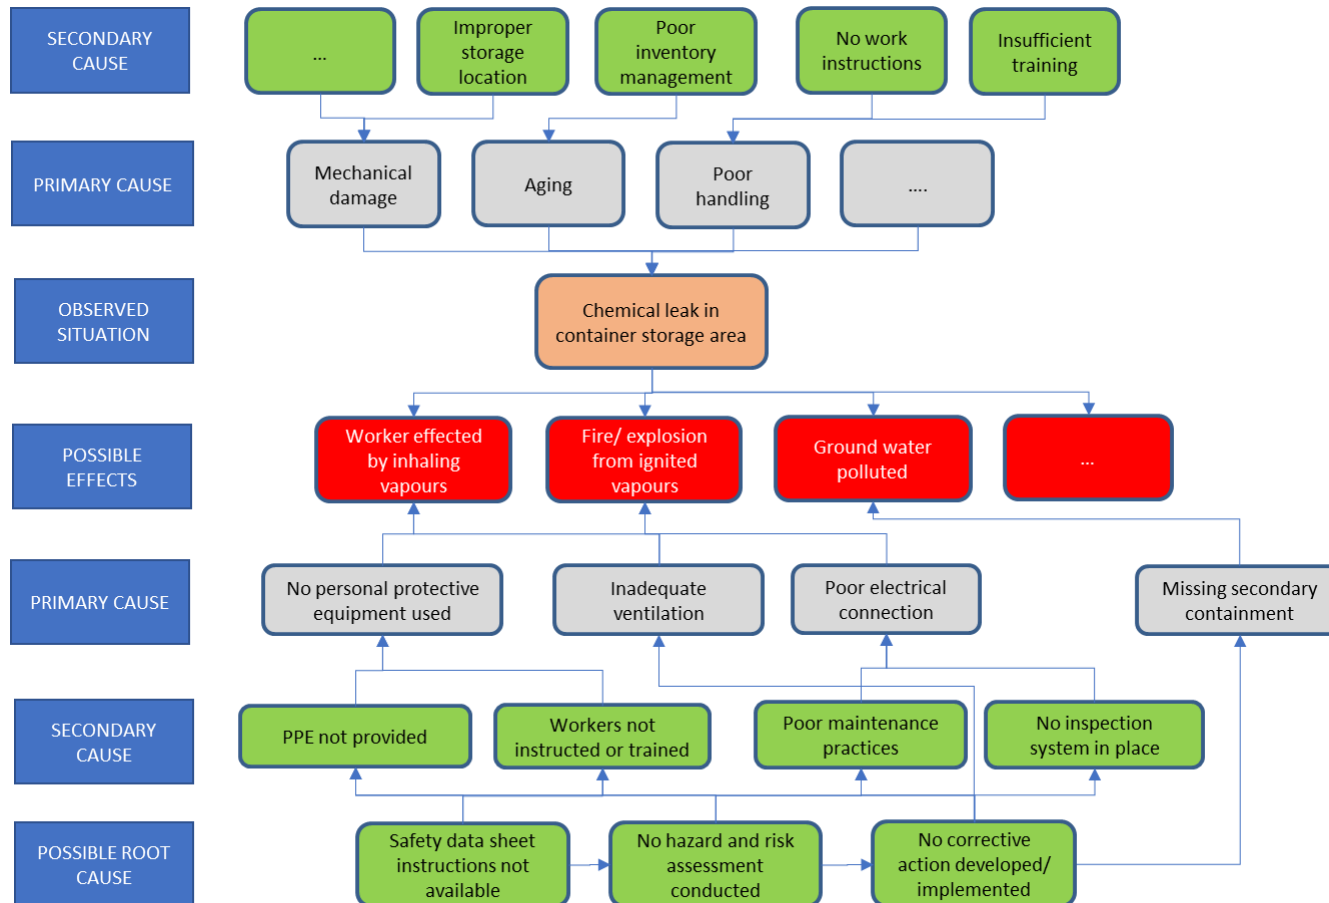 SECONDARY
CAUSE
...
Improper
storage
location
Poor
inventory
management
No work
instructions
Insufficient
training
PRIMARY CAUSE
Mechanical
damage
Aging
Poor
handling
....
OBSERVED
SITUATION
Chemical leak in
container storage area
POSSIBLE
EFFECTS
Worker effected
by inhaling
vapours
Fire/ explosion
from ignited
vapours
Ground water
polluted
...
PRIMARY CAUSE
No personal protective
equipment used
Inadequate
ventilation
Poor electrical
connection
Missing secondary
containment
SECONDARY
CAUSE
PPE not provided
Workers not
instructed or trained
Poor maintenance
practices
No inspection
system in place
POSSIBLE ROOT
CAUSE
Safety data sheet
instructions not
available
No hazard and risk
assessment
conducted
No corrective
action developed/
implemented